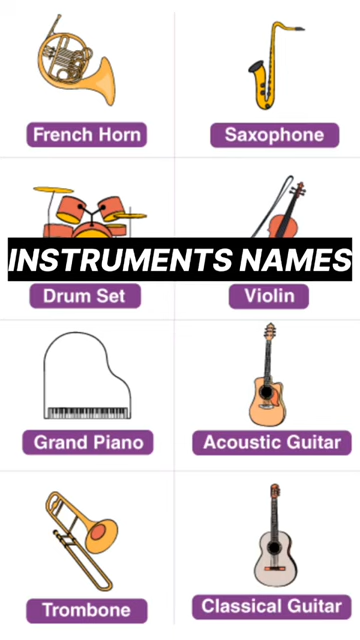 French Horn
Saxophone
INSTRUMENTS NAMES
Drum Set
Violin
Grand Piano
Acoustic Guitar
Trombone
Classical Guitar